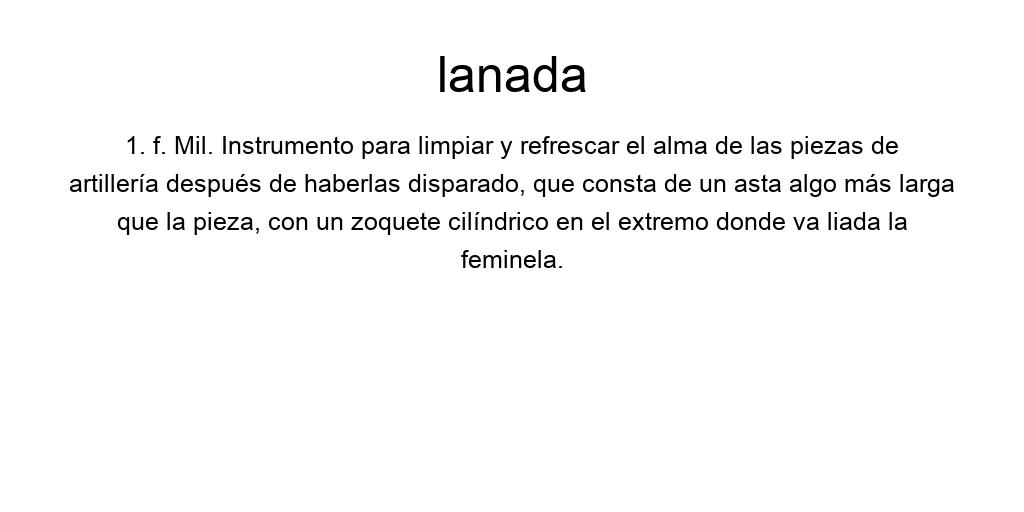 lanada
1. f. Mil. Instrumento para limpiar y refrescar el alma de las piezas de
artillería después de haberlas disparado, que consta de un asta algo más larga
que la pieza, con un zoquete cilíndrico en el extremo donde va liada la
feminela.